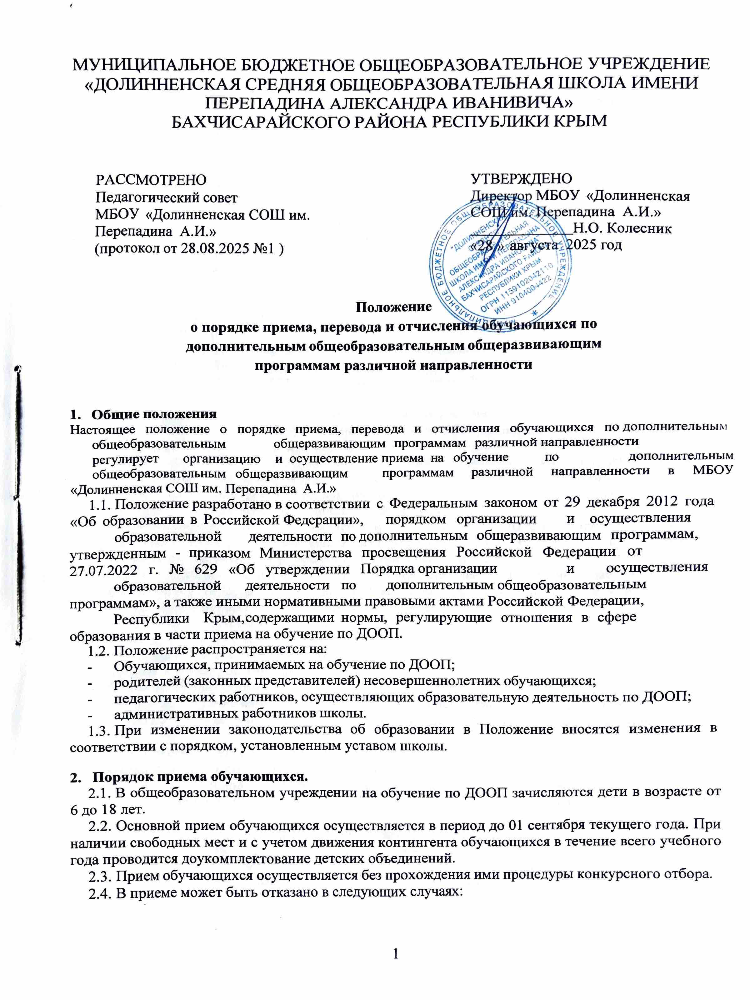 МУНИЦИПАЛЬНОЕ БЮДЖЕТНОЕ ОБЩЕОБРАЗОВАТЕЛЬНОЕ УЧРЕЖДЕНИЕ
«ДОЛИННЕНСКАЯ СРЕДНЯЯ ОБЩЕОБРАЗОВАТЕЛЬНАЯ ШКОЛА ИМЕНИ
ПЕРЕПАДИНА АЛЕКСАНДРА ИВАНИВИЧА»
БАХЧИСАРАЙСКОГО РАЙОНА РЕСПУБЛИКИ КРЫМ
РАССМОТРЕНО
Педагогический совет
МБОУ «Долинненская СОШ им.
Перепадина А.И.»
(протокол от 28.08.2025 №1 )
УТВЕРЖДЕНО
Директор МБОУ «Долинненская
СОШ им. Перепадина А.И.»
Н.О. Колесник
«28 » августа 2025 год
МУНИЦИПАЛЬНОЕ БЮДЖЕТНОЕ ОБЩЕОБРАЗОВАТЕЛЬНОЕ УЧРЕЖДЕНИЕ
"ДОЛИННЕНСКАЯ
СРЕДНЯЯ
ОБЩЕОБРАЗОВАТЕЛЬНАЯ
ШКОЛА ИМЕНИ ПЕРЕПАДИНА
АЛЕКСАНДРА ИВАНОВИЧА"
БАХЧИСАРАЙСКОГО РАЙОНА
РЕСПУБЛИКИ КРЫМ
ОГРН 1159102042110
ИНН 9104004422
Положение
о порядке приема, перевода и отчисления обучающихся по
дополнительным общеобразовательным общеразвивающим
программам различной направленности
1. Общие положения
Настоящее положение о порядке приема, перевода и отчисления обучающихся по дополнительным
общеобразовательным общеразвивающим программам различной направленности
регулирует организацию и осуществление приема на обучение по дополнительным
общеобразовательным общеразвивающим программам различной направленности в МБОУ
«Долинненская СОШ им. Перепадина А.И.»
1.1. Положение разработано в соответствии с Федеральным законом от 29 декабря 2012 года
«Об образовании в Российской Федерации», порядком организации и осуществления
образовательной деятельности по дополнительным общеразвивающим программам,
утвержденным - приказом Министерства просвещения Российской Федерации от
27.07.2022 г. № 629 «Об утверждении Порядка организации и осуществления
образовательной деятельности по дополнительным общеобразовательным
программам», а также иными нормативными правовыми актами Российской Федерации,
Республики Крым,содержащими нормы, регулирующие отношения в сфере
образования в части приема на обучение по ДООП.
1.2. Положение распространяется на:
- Обучающихся, принимаемых на обучение по ДООП;
- родителей (законных представителей) несовершеннолетних обучающихся;
- педагогических работников, осуществляющих образовательную деятельность по ДООП;
- административных работников школы.
1.3. При изменении законодательства об образовании в Положение вносятся изменения в
соответствии с порядком, установленным уставом школы.
2. Порядок приема обучающихся.
2.1. В общеобразовательном учреждении на обучение по ДООП зачисляются дети в возрасте от
6 до 18 лет.
2.2. Основной прием обучающихся осуществляется в период до 01 сентября текущего года. При
наличии свободных мест и с учетом движения контингента обучающихся в течение всего учебного
года проводится доукомплектование детских объединений.
2.3. Прием обучающихся осуществляется без прохождения ими процедуры конкурсного отбора.
2.4. В приеме может быть отказано в следующих случаях:
1